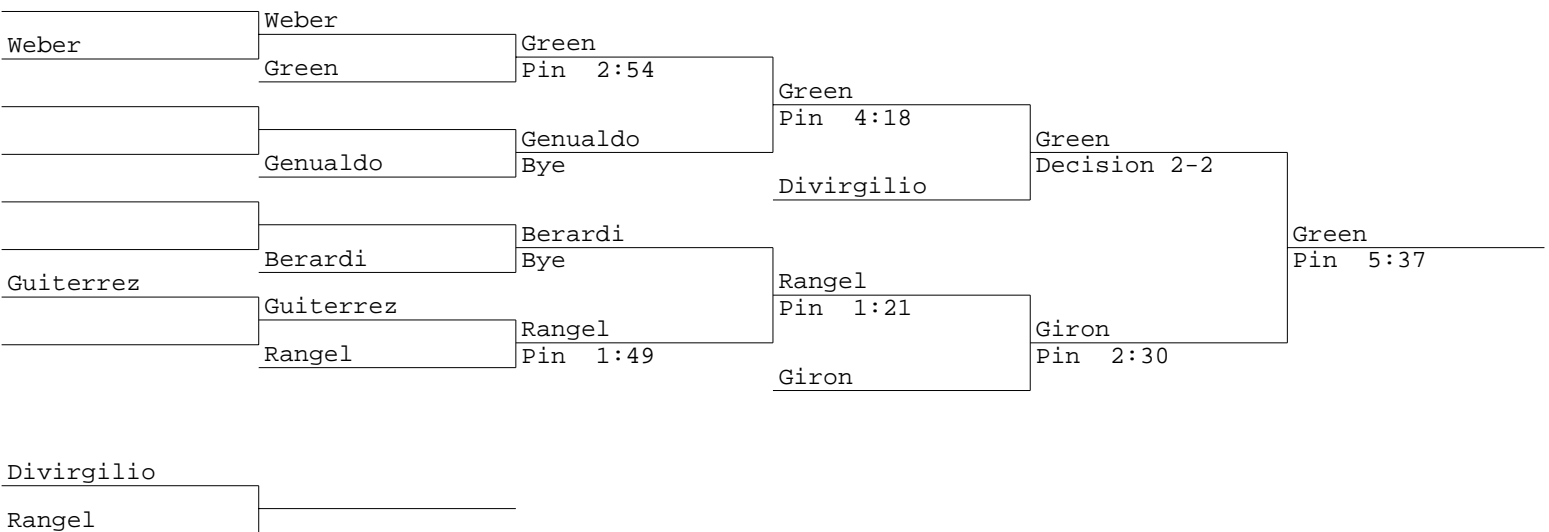 Weber
Weber
Green
Green
Pin 2:54
Green
Pin 4:18
Genualdo
Genualdo
Bye
Green
Decision 2-2
Divirgilio
Berardi
Berardi
Bye
Green
Pin 5:37
Guiterrez
Guiterrez
Rangel
Pin 1:21
Rangel
Rangel
Pin 1:49
Giron
Pin 2:30
Giron
Divirgilio
Rangel